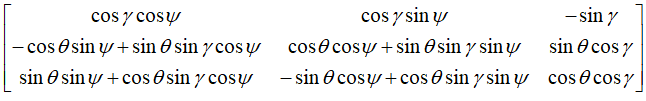 cos γ cos ψ cos γ sin ψ −sin γ
−cos θ sin ψ + sin θ sin γ cos ψ cos θ cos ψ + sin θ sin γ sin ψ sin θ cos γ
sin θ sin ψ + cos θ sin γ cos ψ −sin θ cos ψ + cos θ sin γ sin ψ cos θ cos γ